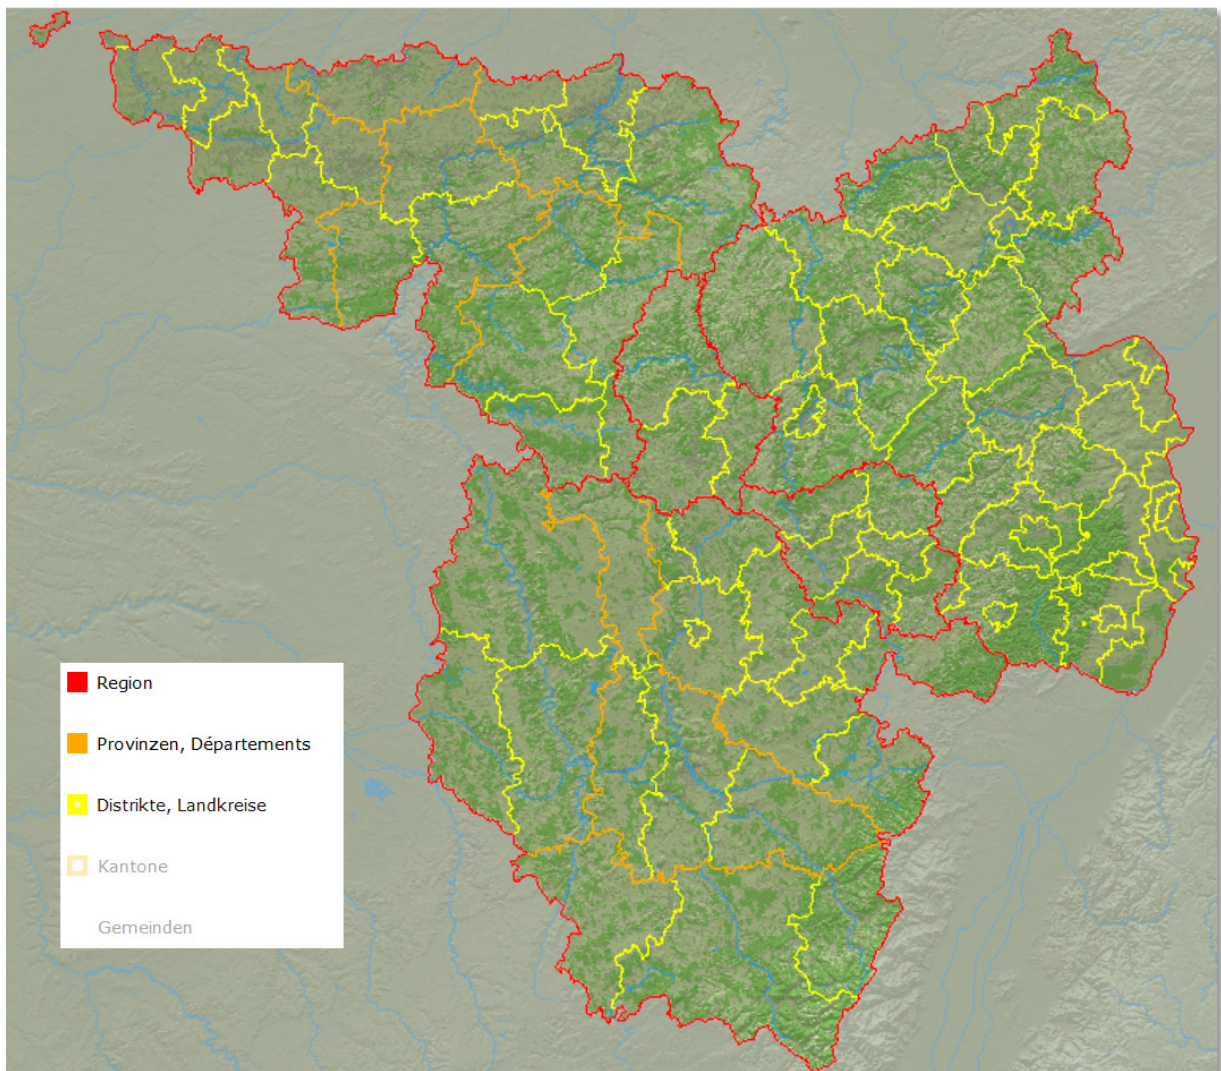 Region
Provinzen, Départements
Distrikte, Landkreise
Kantone
Gemeinden